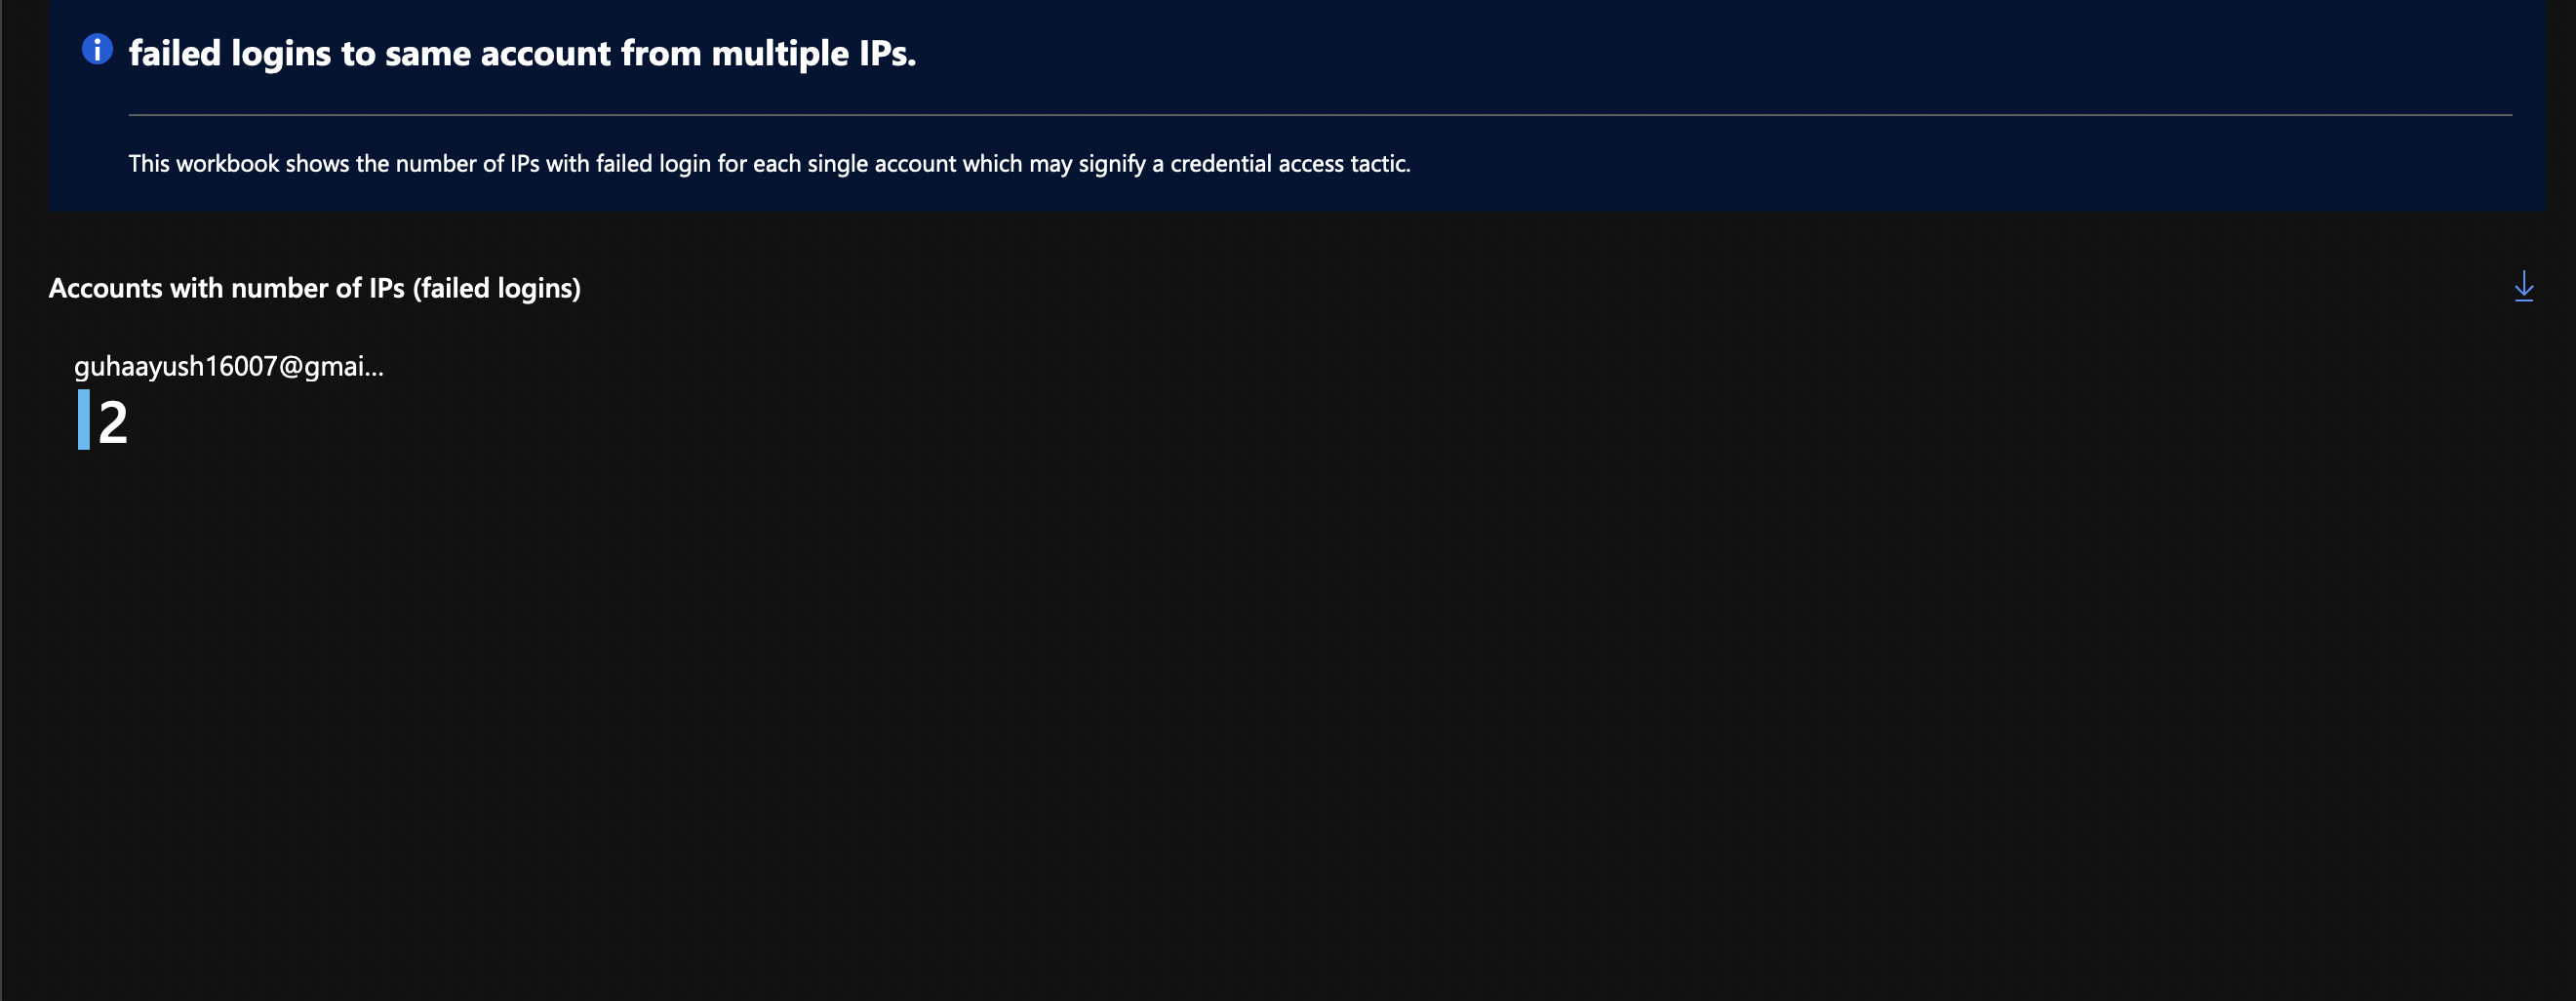 failed logins to same account from multiple IPs.
This workbook shows the number of IPs with failed login for each single account which may signify a credential access tactic.
Accounts with number of IPs (failed logins)
guhaayush16007@gmai...
2